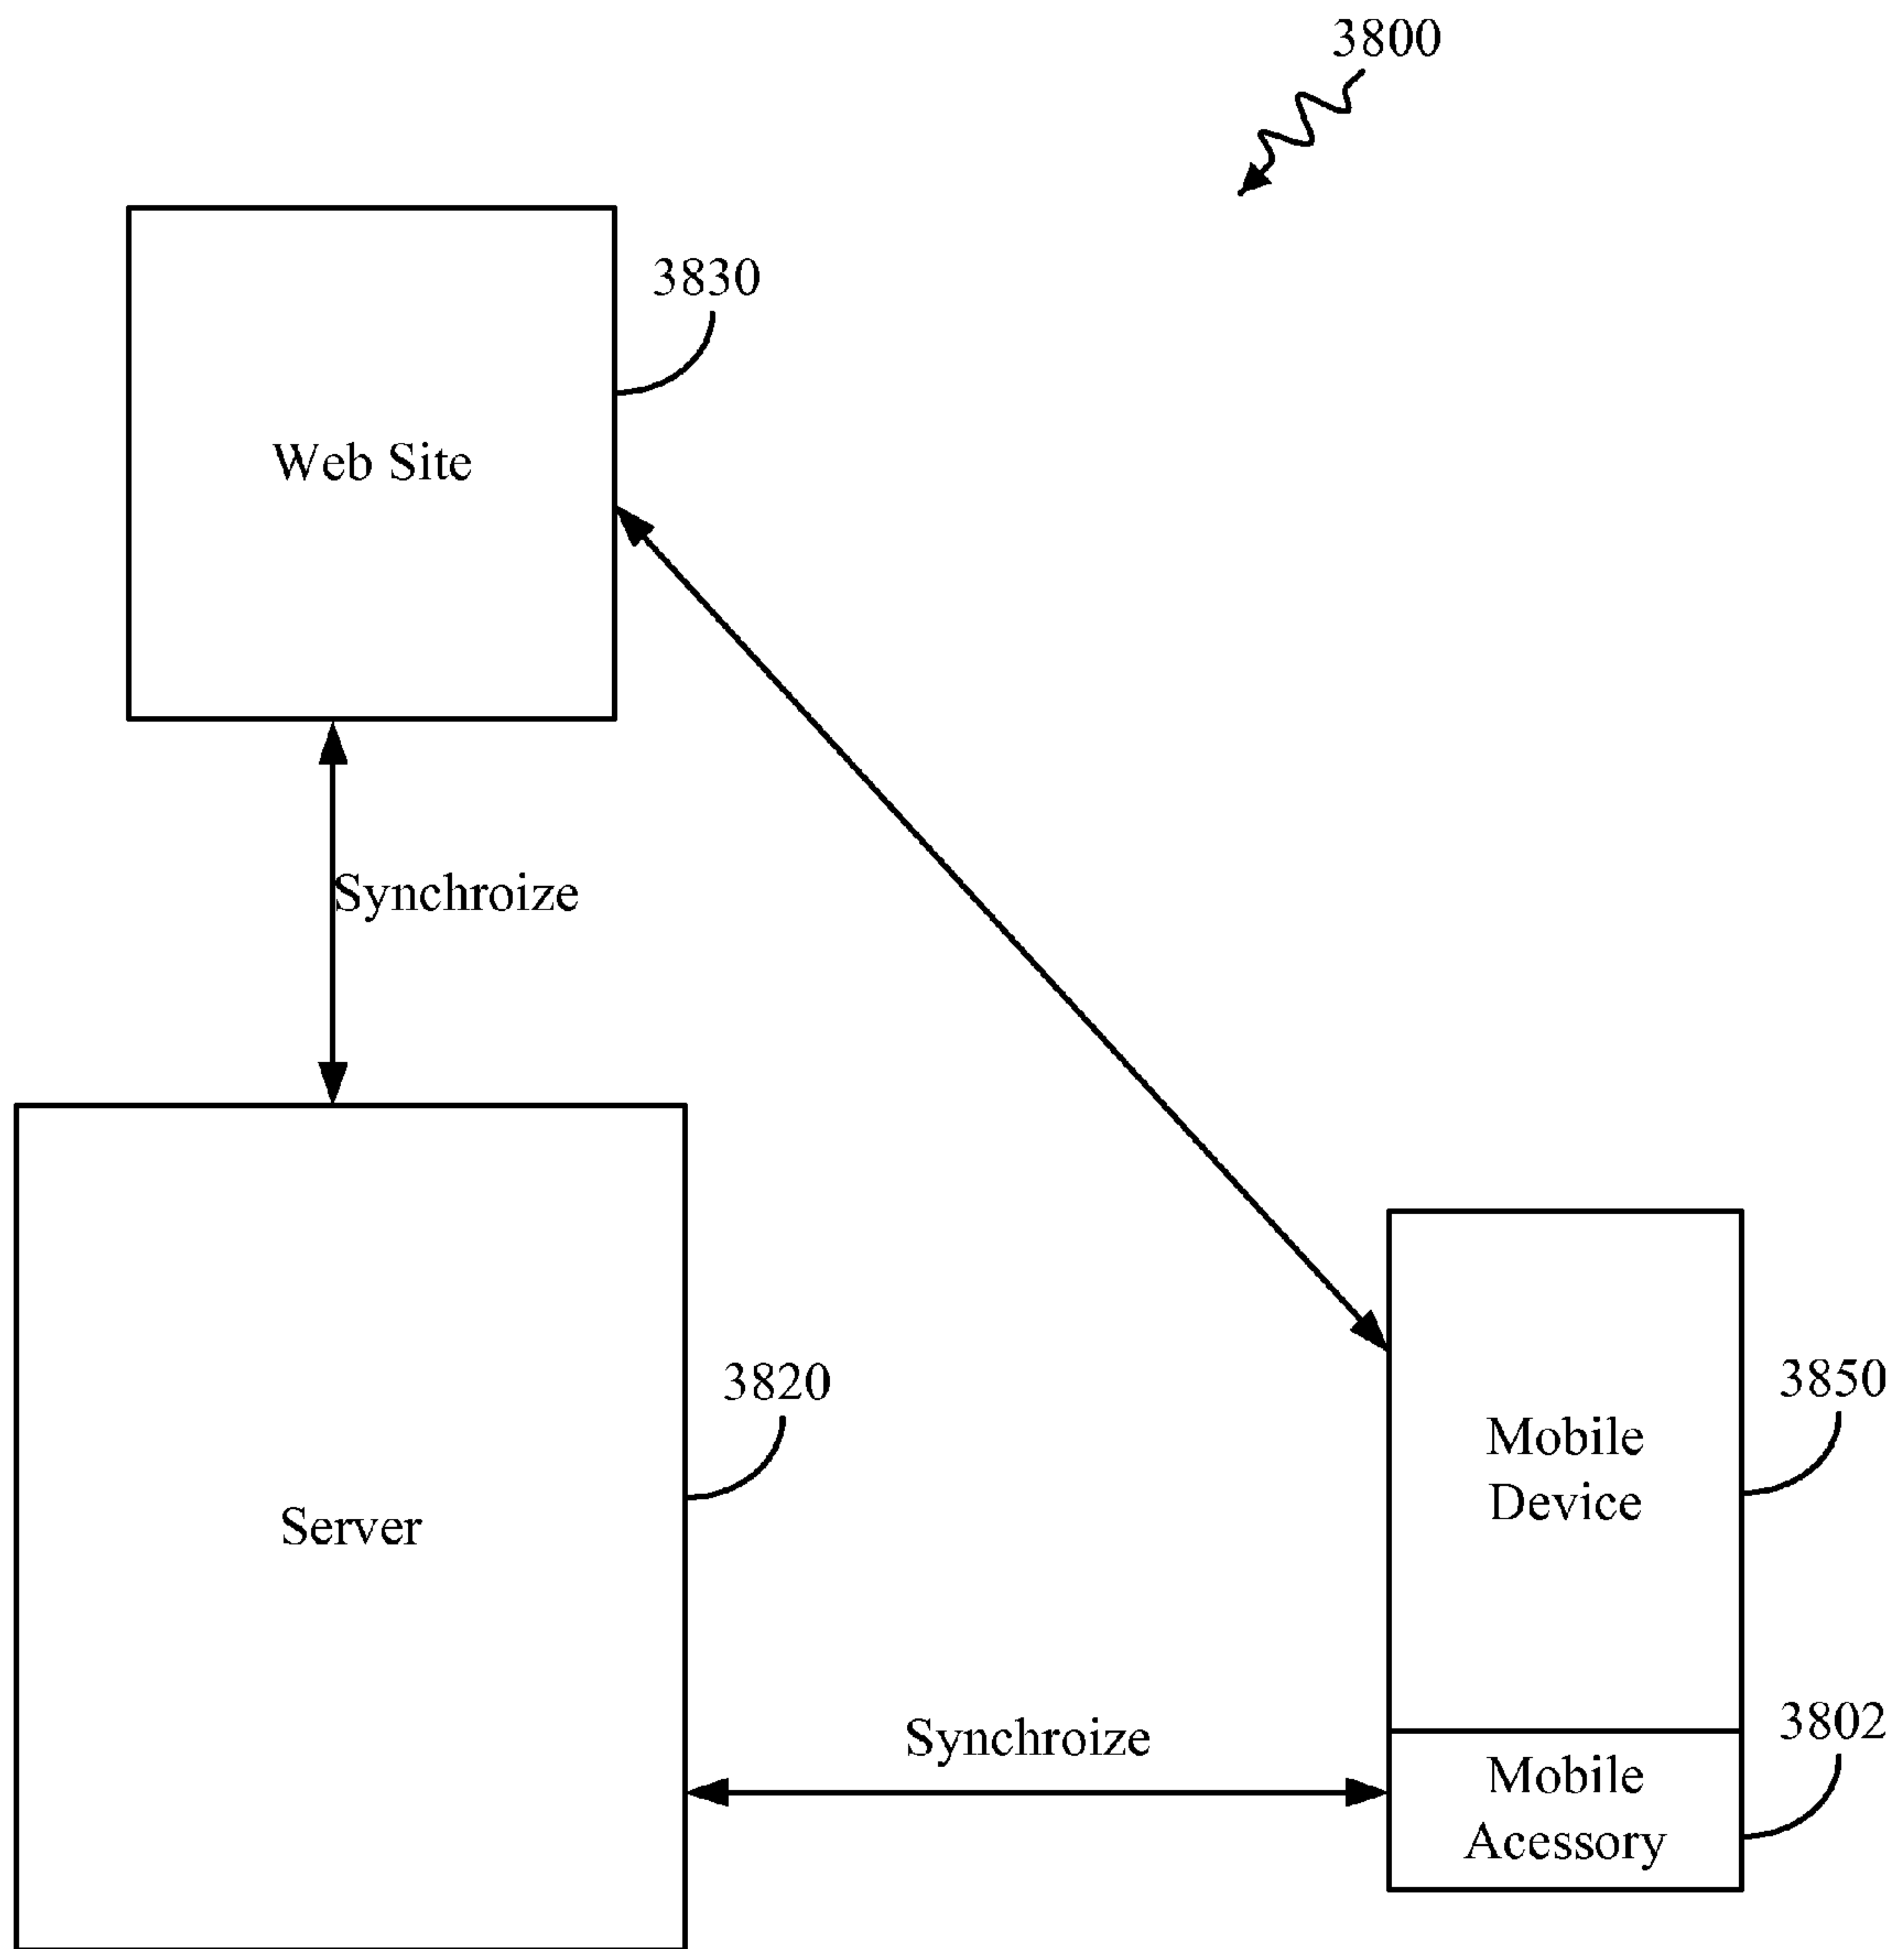 3800
3830
Web Site
Synchroize
3820
Server
3850
Mobile
Device
Synchroize
3802
Mobile
Acessory